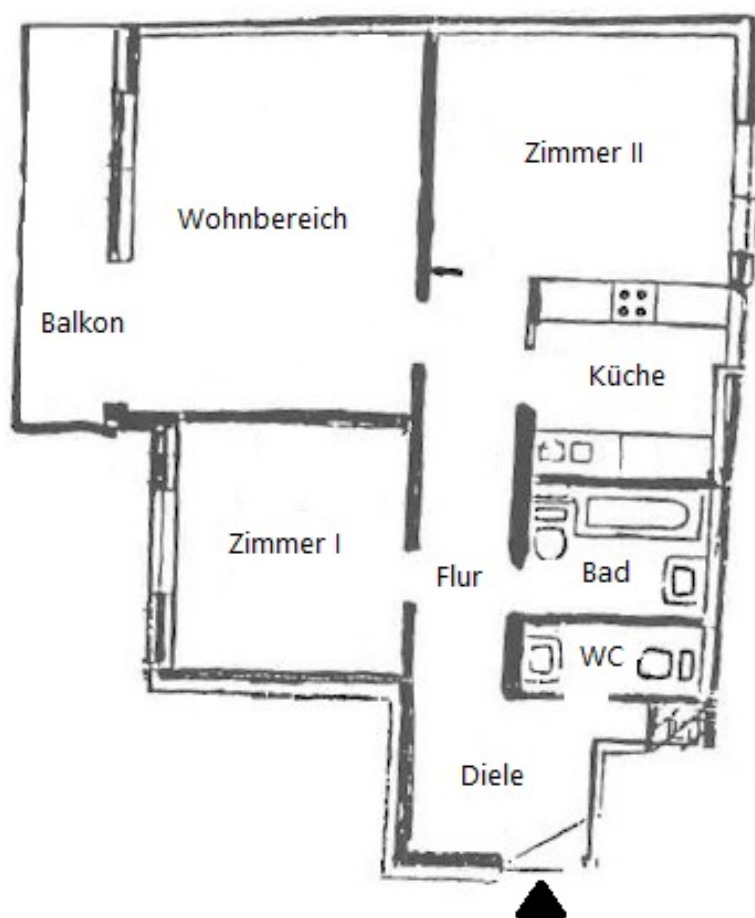 Zimmer II
Wohnbereich
Balkon
Küche
Zimmer I
Flur
Bad
WC
Diele